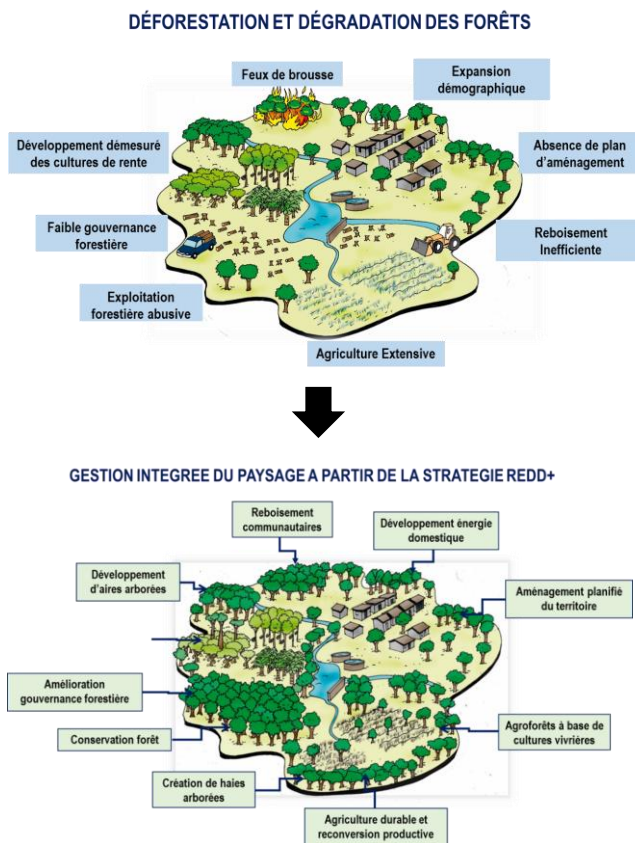 DÉFORESTATION ET DÉGRADATION DES FORÊTS
Feux de brousse
Expansion
démographique
Développement démesuré
des cultures de rente
Absence de plan
d'aménagement
Faible gouvernance
forestière
Reboisement
Inefficiente
Exploitation
forestière abusive
Agriculture Extensive
GESTION INTEGREE DU PAYSAGE A PARTIR DE LA STRATEGIE REDD+
Reboisement
communautaires
Développement énergie
domestique
Développement
d'aires arborées
Aménagement planifié
du territoire
Amélioration
gouvernance forestière
Conservation forêt
Agroforêts à base de
cultures vivrières
Création de haies
arborées
Agriculture durable et
reconversion productive